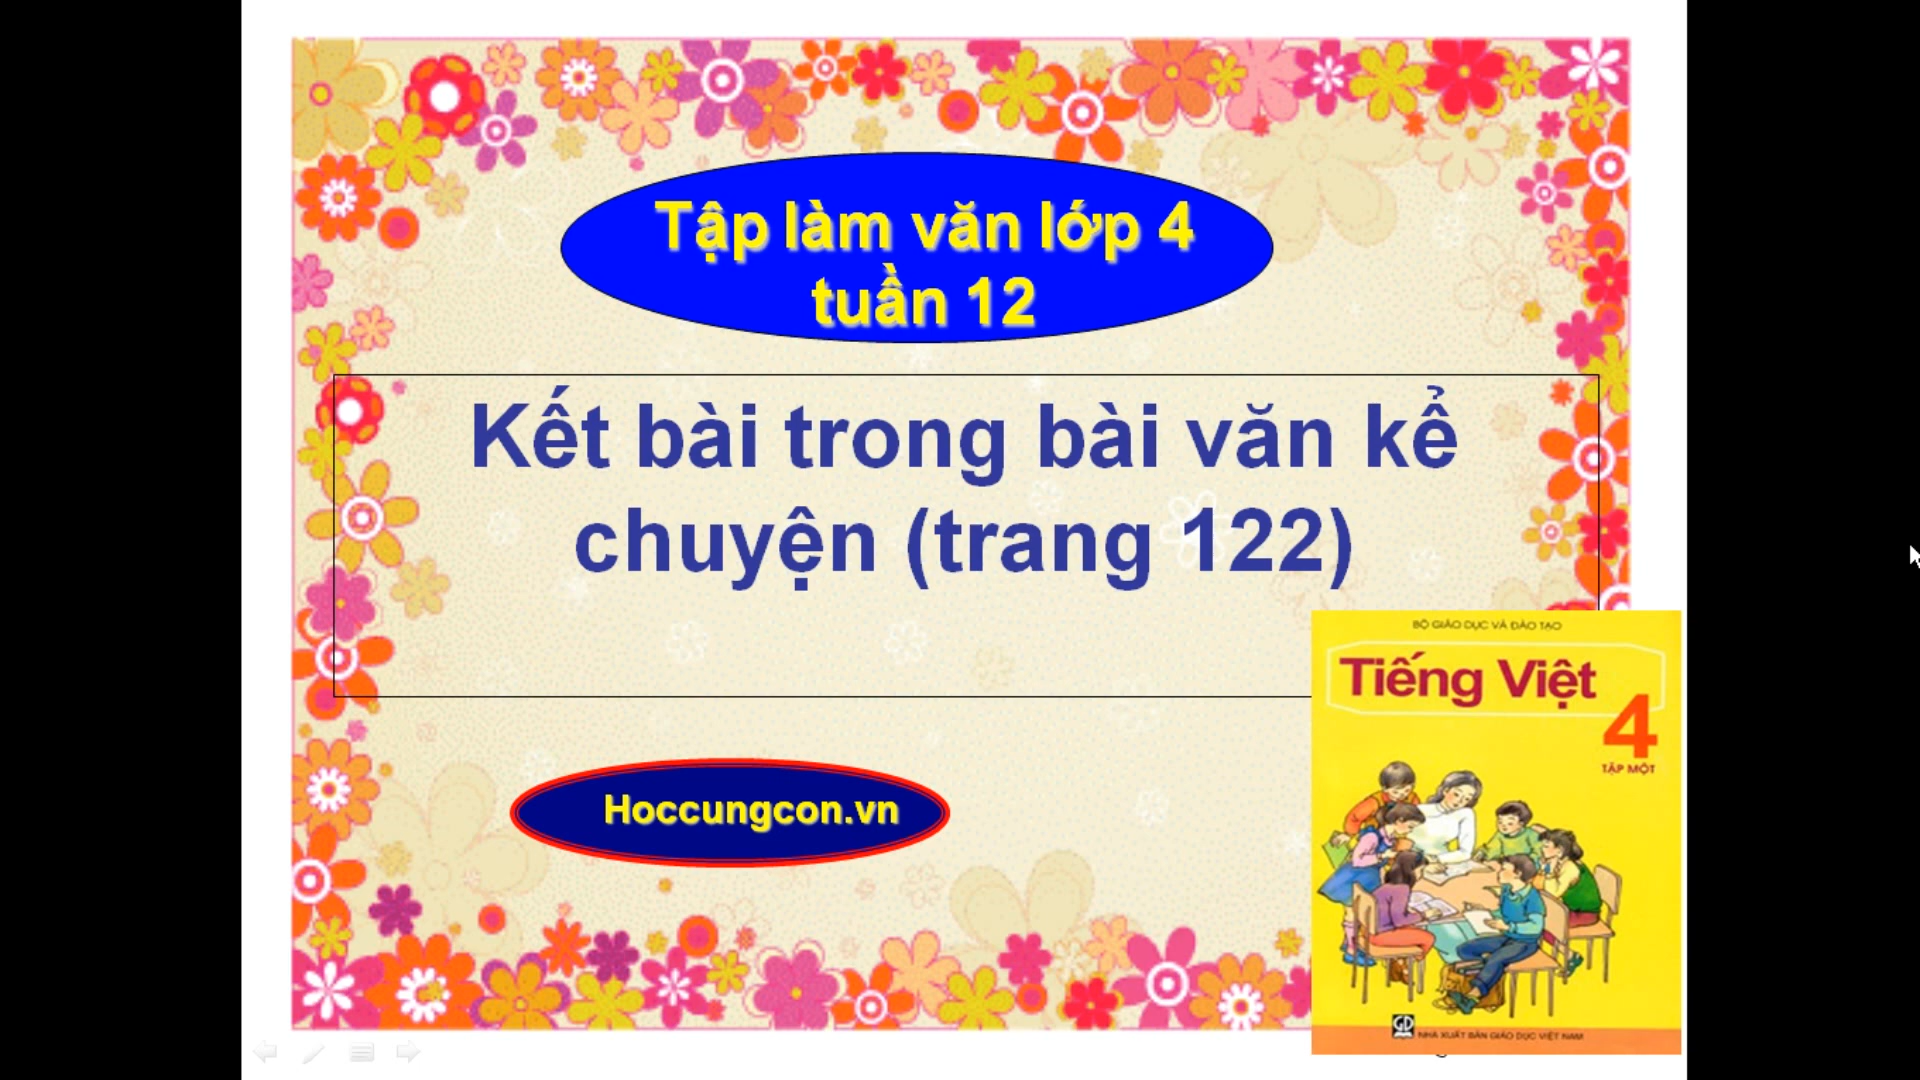 Tập làm văn lớp 4
tuần 12
Kết bài trong bài văn kể
chuyện (trang 122)
Hoccungcon.vn
BỘ GIÁO DỤC VÀ ĐÀO TẠO
Tiếng Việt
4
TẬP MỘT
GD
NHÀ XUẤT BẢN GIÁO DỤC VIỆT NAM